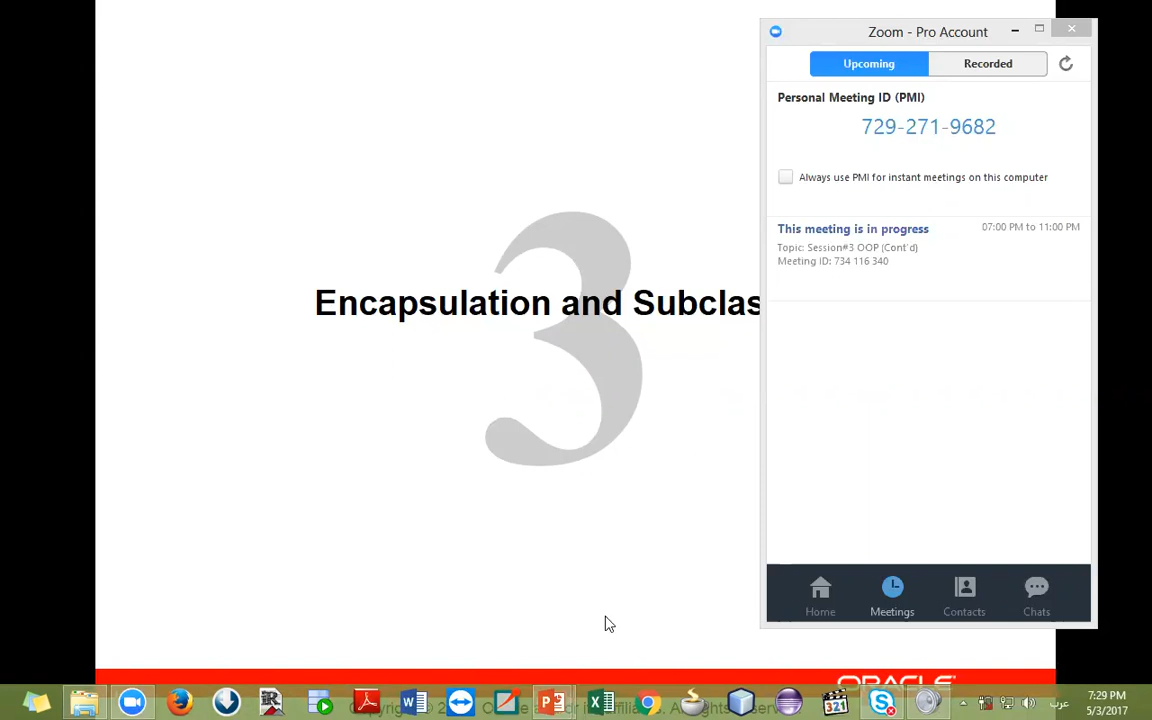 Zoom - Pro Account
Upcoming
Recorded
Personal Meeting ID (PMI)
729-271-9682
Always use PMI for instant meetings on this computer
This meeting is in progress
07:00 PM to 11:00 PM
Topic: Session#3 OOP (Cont'd)
Meeting ID: 734 116 340
3
Encapsulation and Subclas
Home
Meetings
Contacts
Chats
ORACLE
321
عرب
7:29 PM
5/3/2017